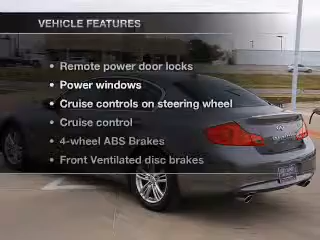 VEHICLE FEATURES
• Remote power door locks
• Power windows
• Cruise controls on steering wheel
• Cruise control
• 4-wheel ABS Brakes
• Front Ventilated disc brakes